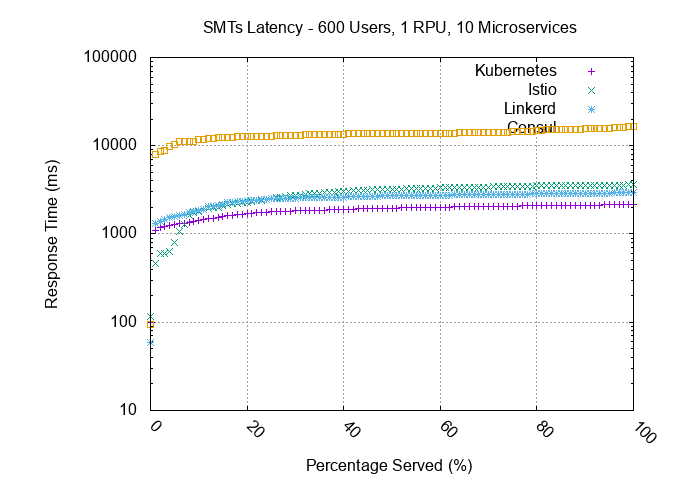 SMTs Latency - 600 Users, 1 RPU, 10 Microservices
100000
10000
1000
100
10
Response Time (ms)
Kubernetes
Istio
Linkerd
Consul
0
20
40
60
80
100
Percentage Served (%)